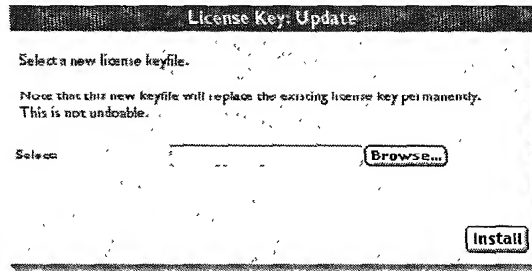 License Key: Update
Select a new license keyfile.
Note that this new keyfile will replace the existing license key permanently.
This is not undoable.
Select:
Browse...
Install